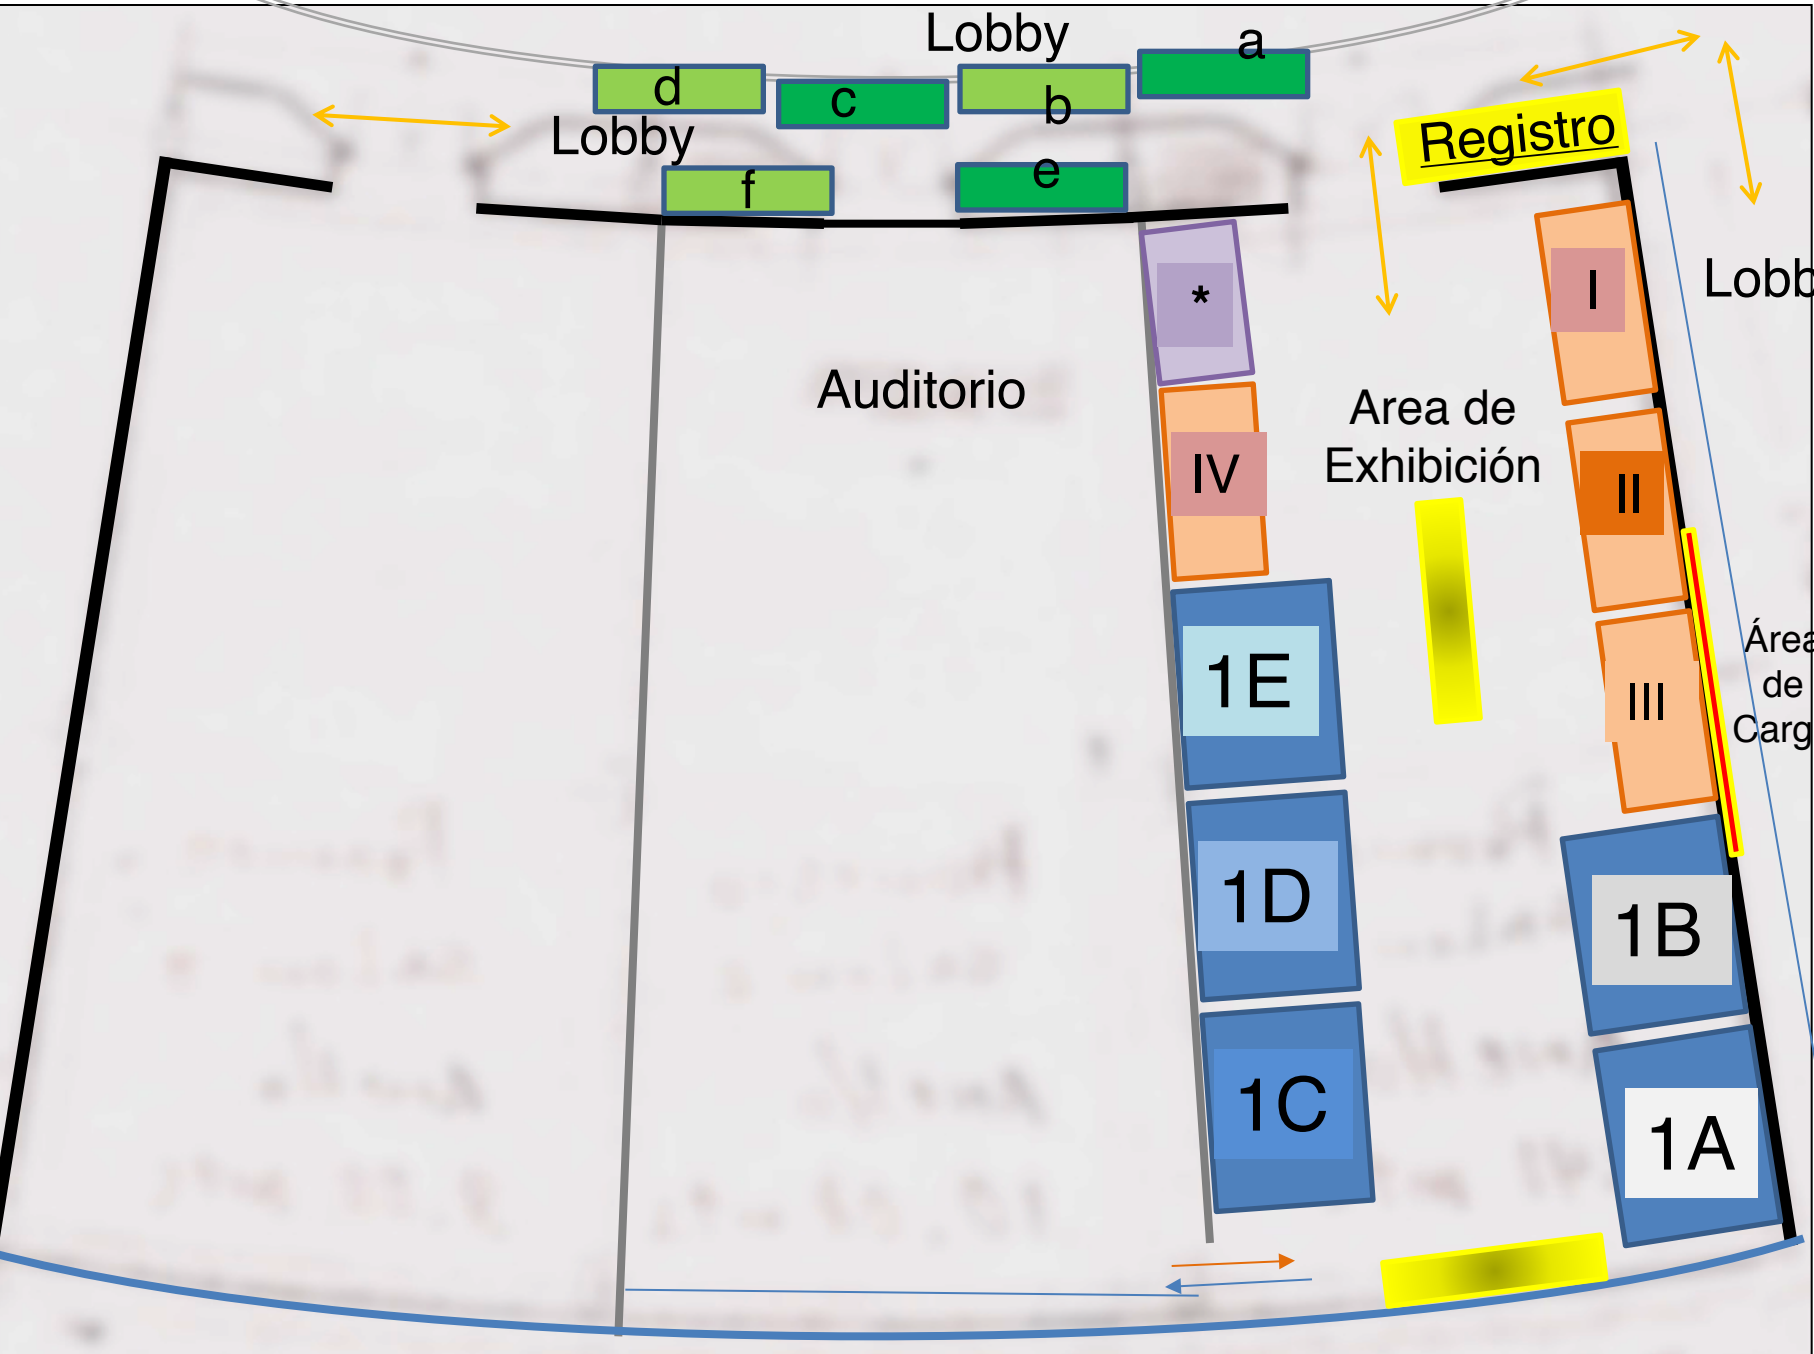 Lobby
a
d
c
b
Lobby
Registro
f
e
*
I
Lobb
Auditorio
Area de
Exhibición
IV
II
1E
III
Área
de
Carg
1D
1B
1C
1A